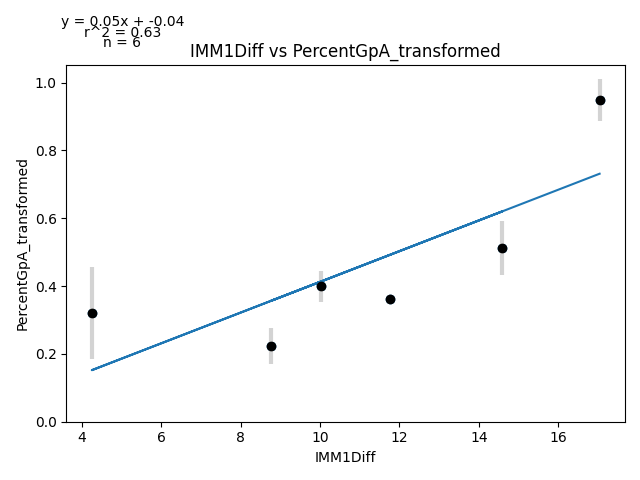 y = 0.05x + -0.04
r^2 = 0.63
n = 6
IMM1Diff vs PercentGpA_transformed
1.0
0.8
0.6
0.4
0.2
0.0
PercentGpA_transformed
4 6 8 10 12 14 16
IMM1Diff